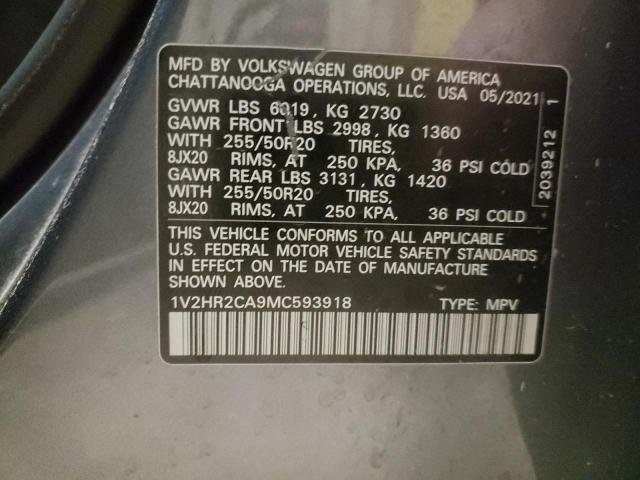 MFD BY VOLKSWAGEN GROUP OF AMERICA
CHATTANOOGA OPERATIONS, LLC. USA 05/2021
GVWR LBS 6019, KG 2730
GAWR FRONT LBS 2998, KG 1360
WITH 255/50R20 TIRES,
8JX20 RIMS, AT 250 KPA, 36 PSI COLD
GAWR REAR LBS 3131, KG 1420
WITH 255/50R20 TIRES,
8JX20 RIMS, AT 250 KPA, 36 PSI COLD
THIS VEHICLE CONFORMS TO ALL APPLICABLE
U.S. FEDERAL MOTOR VEHICLE SAFETY STANDARDS
IN EFFECT ON THE DATE OF MANUFACTURE
SHOWN ABOVE.
1V2HR2CA9MC593918 TYPE: MPV
2039212 1